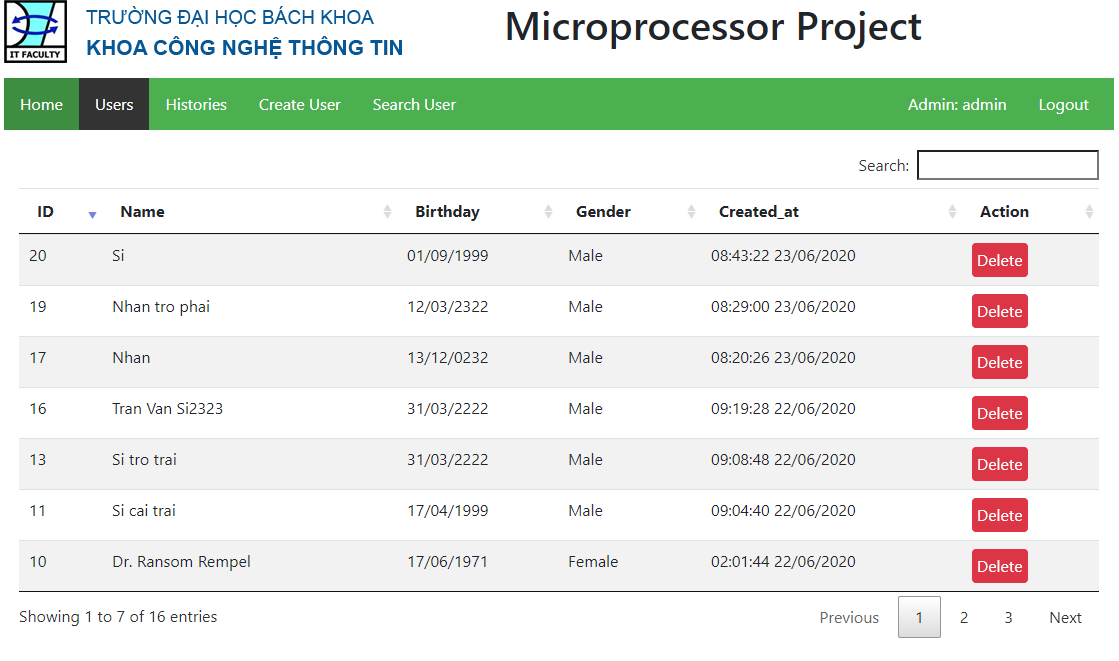 IT FACULTY
TRƯỜNG ĐẠI HỌC BÁCH KHOA
KHOA CÔNG NGHỆ THÔNG TIN
Microprocessor Project
Home Users Histories Create User Search User Admin: admin Logout
Search:
ID Name Birthday Gender Created_at Action
20 Si 01/09/1999 Male 08:43:22 23/06/2020 Delete
19 Nhan tro phai 12/03/2322 Male 08:29:00 23/06/2020 Delete
17 Nhan 13/12/0232 Male 08:20:26 23/06/2020 Delete
16 Tran Van Si2323 31/03/2222 Male 09:19:28 22/06/2020 Delete
13 Si tro trai 31/03/2222 Male 09:08:48 22/06/2020 Delete
11 Si cai trai 17/04/1999 Male 09:04:40 22/06/2020 Delete
10 Dr. Ransom Rempel 17/06/1971 Female 02:01:44 22/06/2020 Delete
Showing 1 to 7 of 16 entries Previous 1 2 3 Next